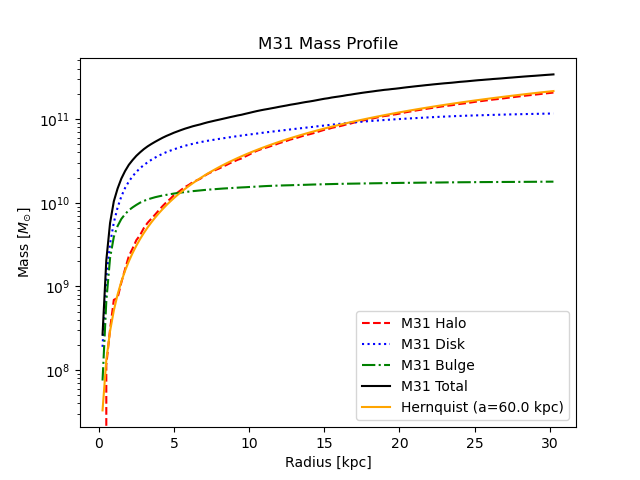 M31 Mass Profile
Mass [M⊙]
10¹¹
10¹⁰
10⁹
10⁸
M31 Halo
M31 Disk
M31 Bulge
M31 Total
Hernquist (a=60.0 kpc)
0 5 10 15 20 25 30
Radius [kpc]